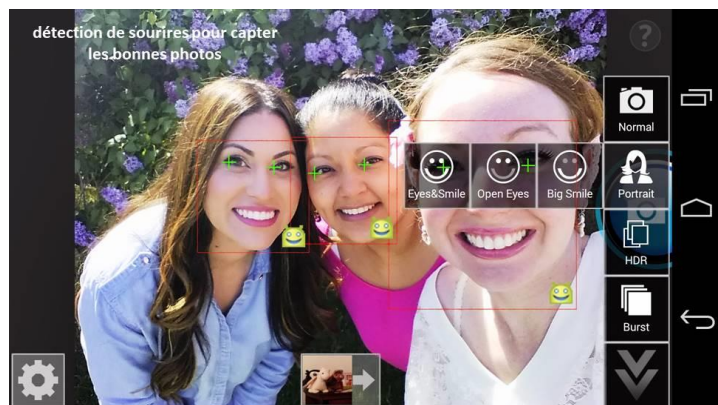 détection de sourires pour capter
les bonnes photos
?
Normal
Eyes&Smile
Open Eyes
Big Smile
Portrait
HDR
Burst